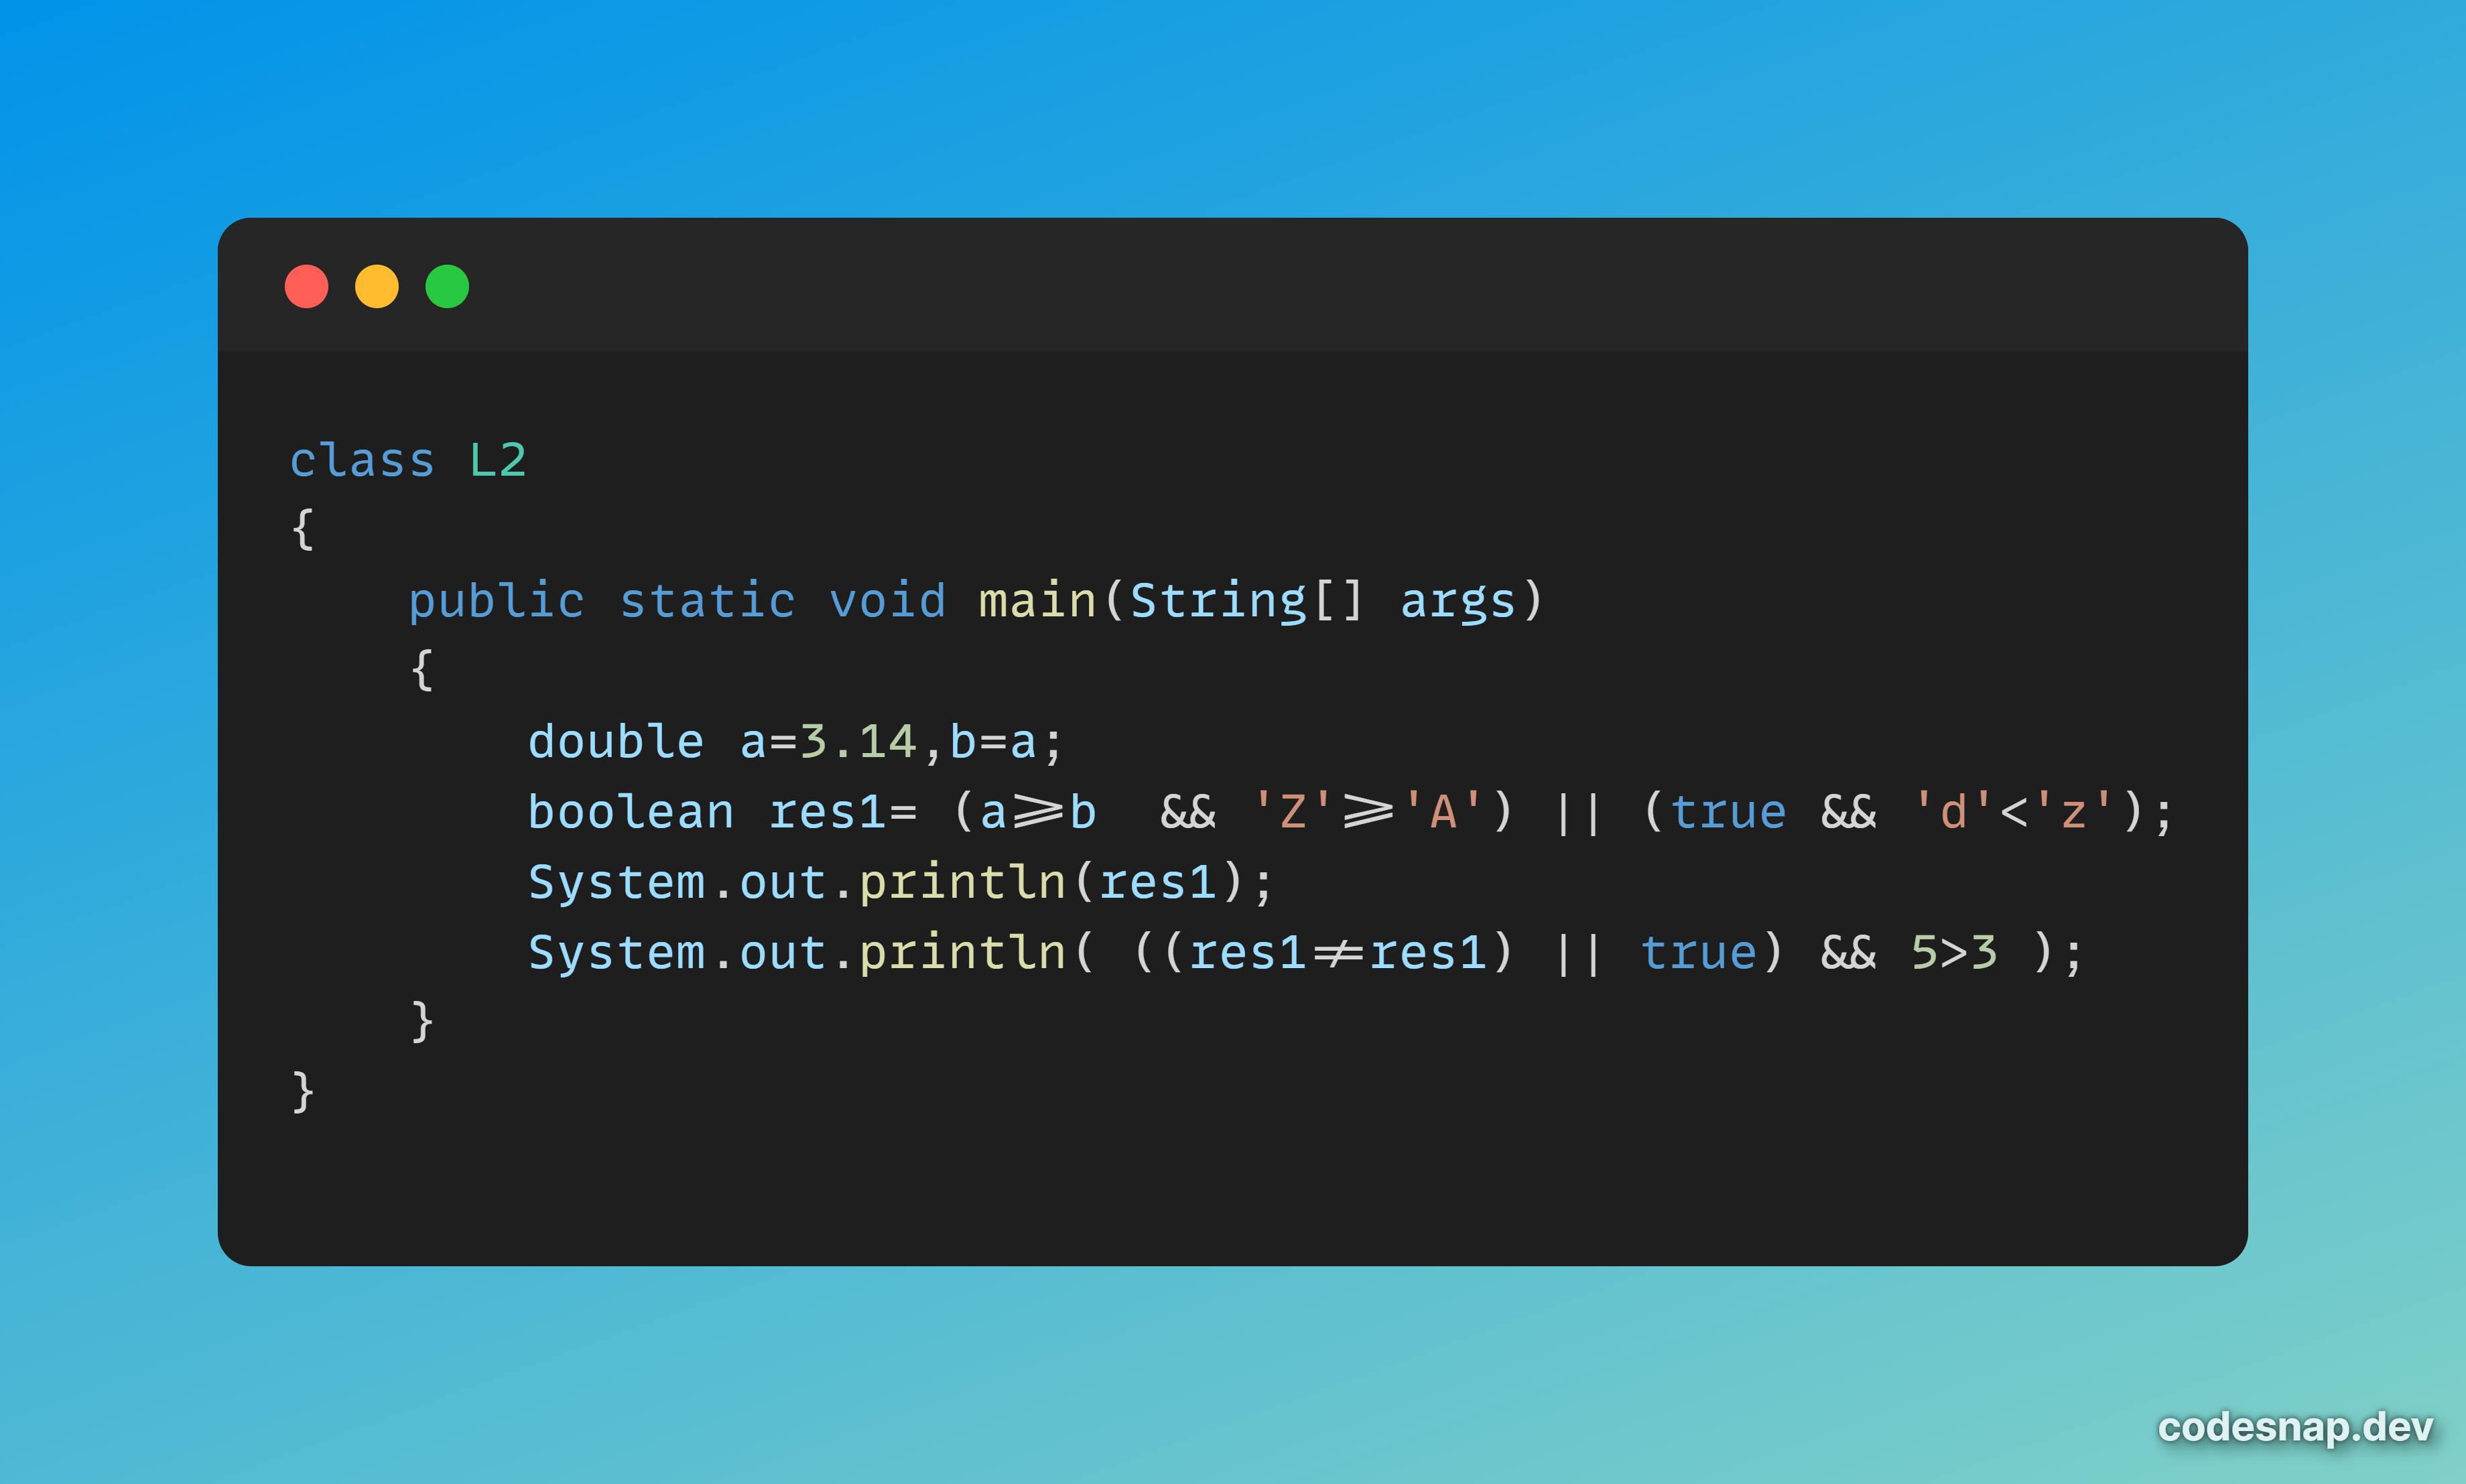 class L2
{
    public static void main(String[] args)
    {
        double a=3.14,b=a;
        boolean res1= (a>=b  && 'Z'>='A') || (true && 'd'<'z');
        System.out.println(res1);
        System.out.println( ((res1!=res1) || true) && 5>3 );
    }
}
codesnap.dev